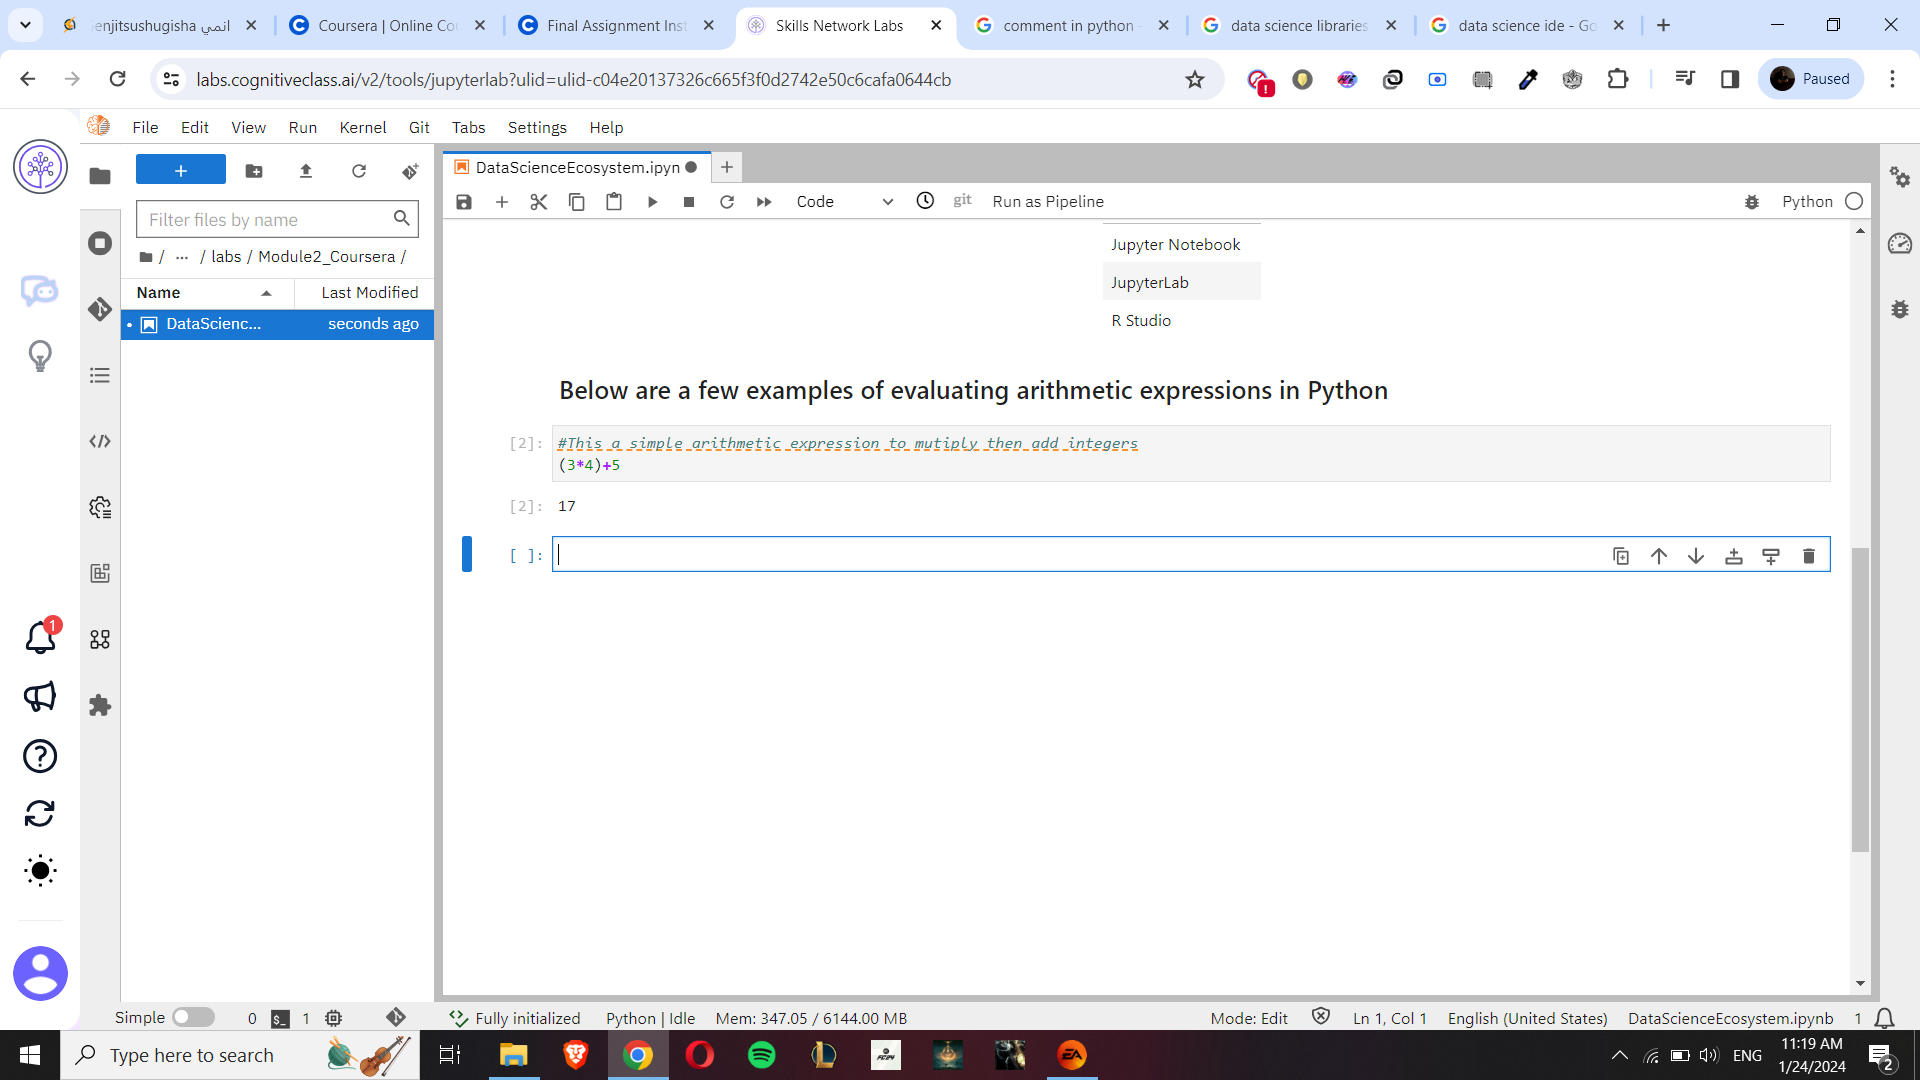 enjitsushugisha انمي
Coursera | Online Co
Final Assignment Inst
Skills Network Labs
comment in python -
data science libraries
data science ide - Go
labs.cognitiveclass.ai/v2/tools/jupyterlab?ulid=ulid-c04e20137326c665f3f0d2742e50c6cafa0644cb
Paused
File Edit View Run Kernel Git Tabs Settings Help
DataScienceEcosystem.ipyn
Code
git
Run as Pipeline
Python
Filter files by name
/ ... / labs / Module2_Coursera /
Name
Last Modified
DataScienc...
seconds ago
Jupyter Notebook
JupyterLab
R Studio
Below are a few examples of evaluating arithmetic expressions in Python
[2]:
#This a simple arithmetic expression to mutiply then add integers
(3*4)+5
[2]:
17
[ ]:
1
Simple
0
$_
1
Fully initialized
Python | Idle
Mem: 347.05 / 6144.00 MB
Mode: Edit
Ln 1, Col 1
English (United States)
DataScienceEcosystem.ipynb
1
Type here to search
FC24
EA
ENG
11:19 AM
1/24/2024
2